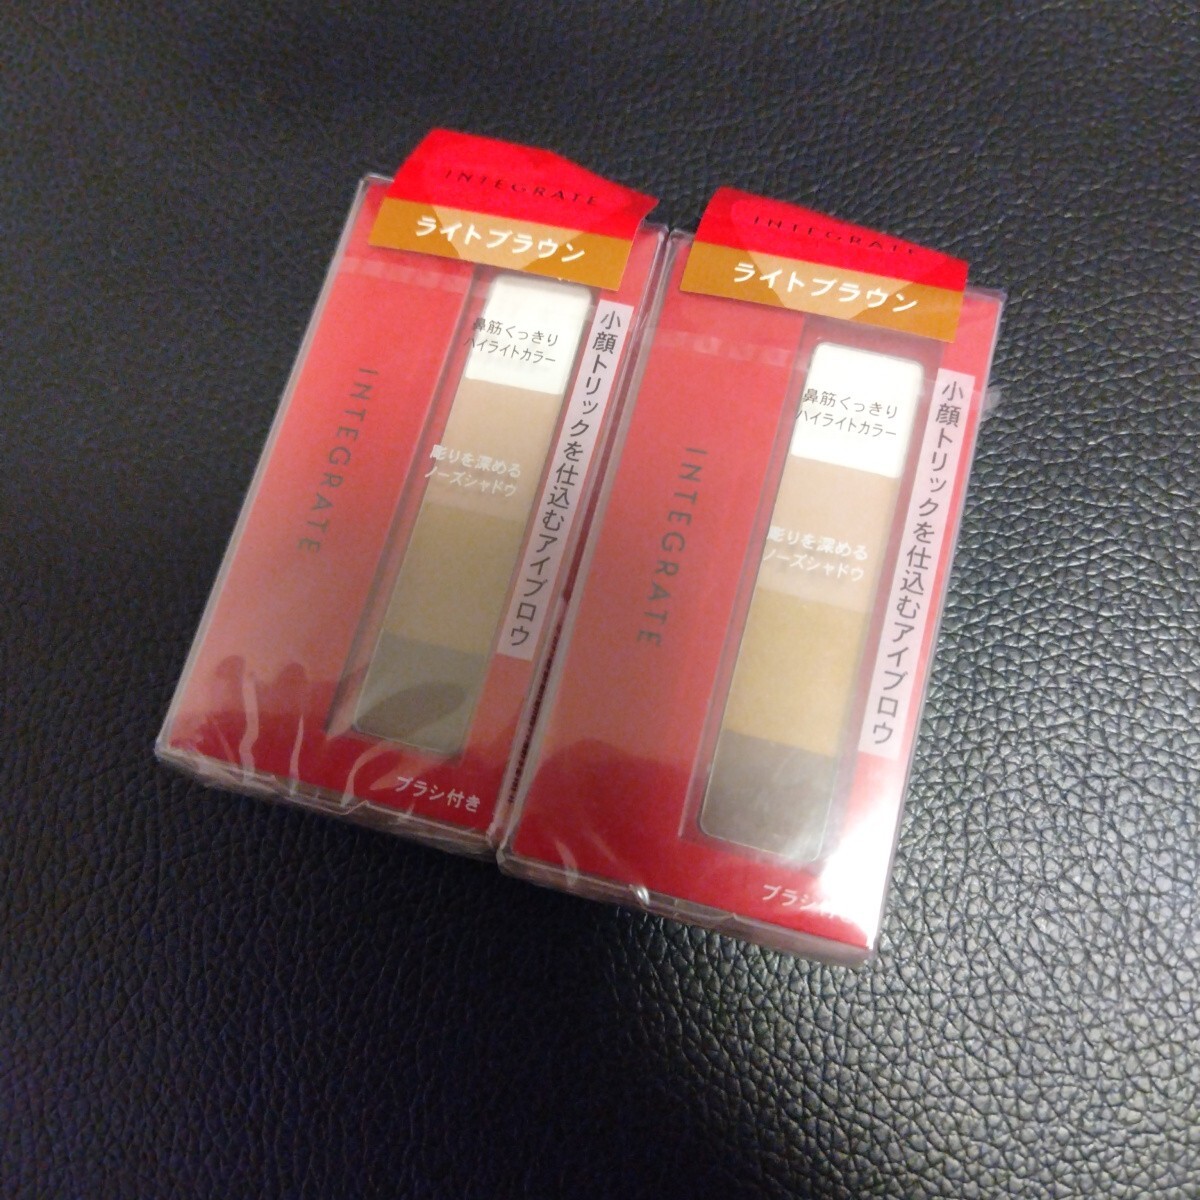 INTEGRATE
ライトブラウン
鼻筋くっきり
ハイライトカラー
彫りを深める
ノーズシャドウ
小顔トリックを仕込むアイブロウ
INTEGRATE
ブラシ付き
INTEGRATE
ライトブラウン
鼻筋くっきり
ハイライトカラー
彫りを深める
ノーズシャドウ
小顔トリックを仕込むアイブロウ
INTEGRATE
ブラシ付